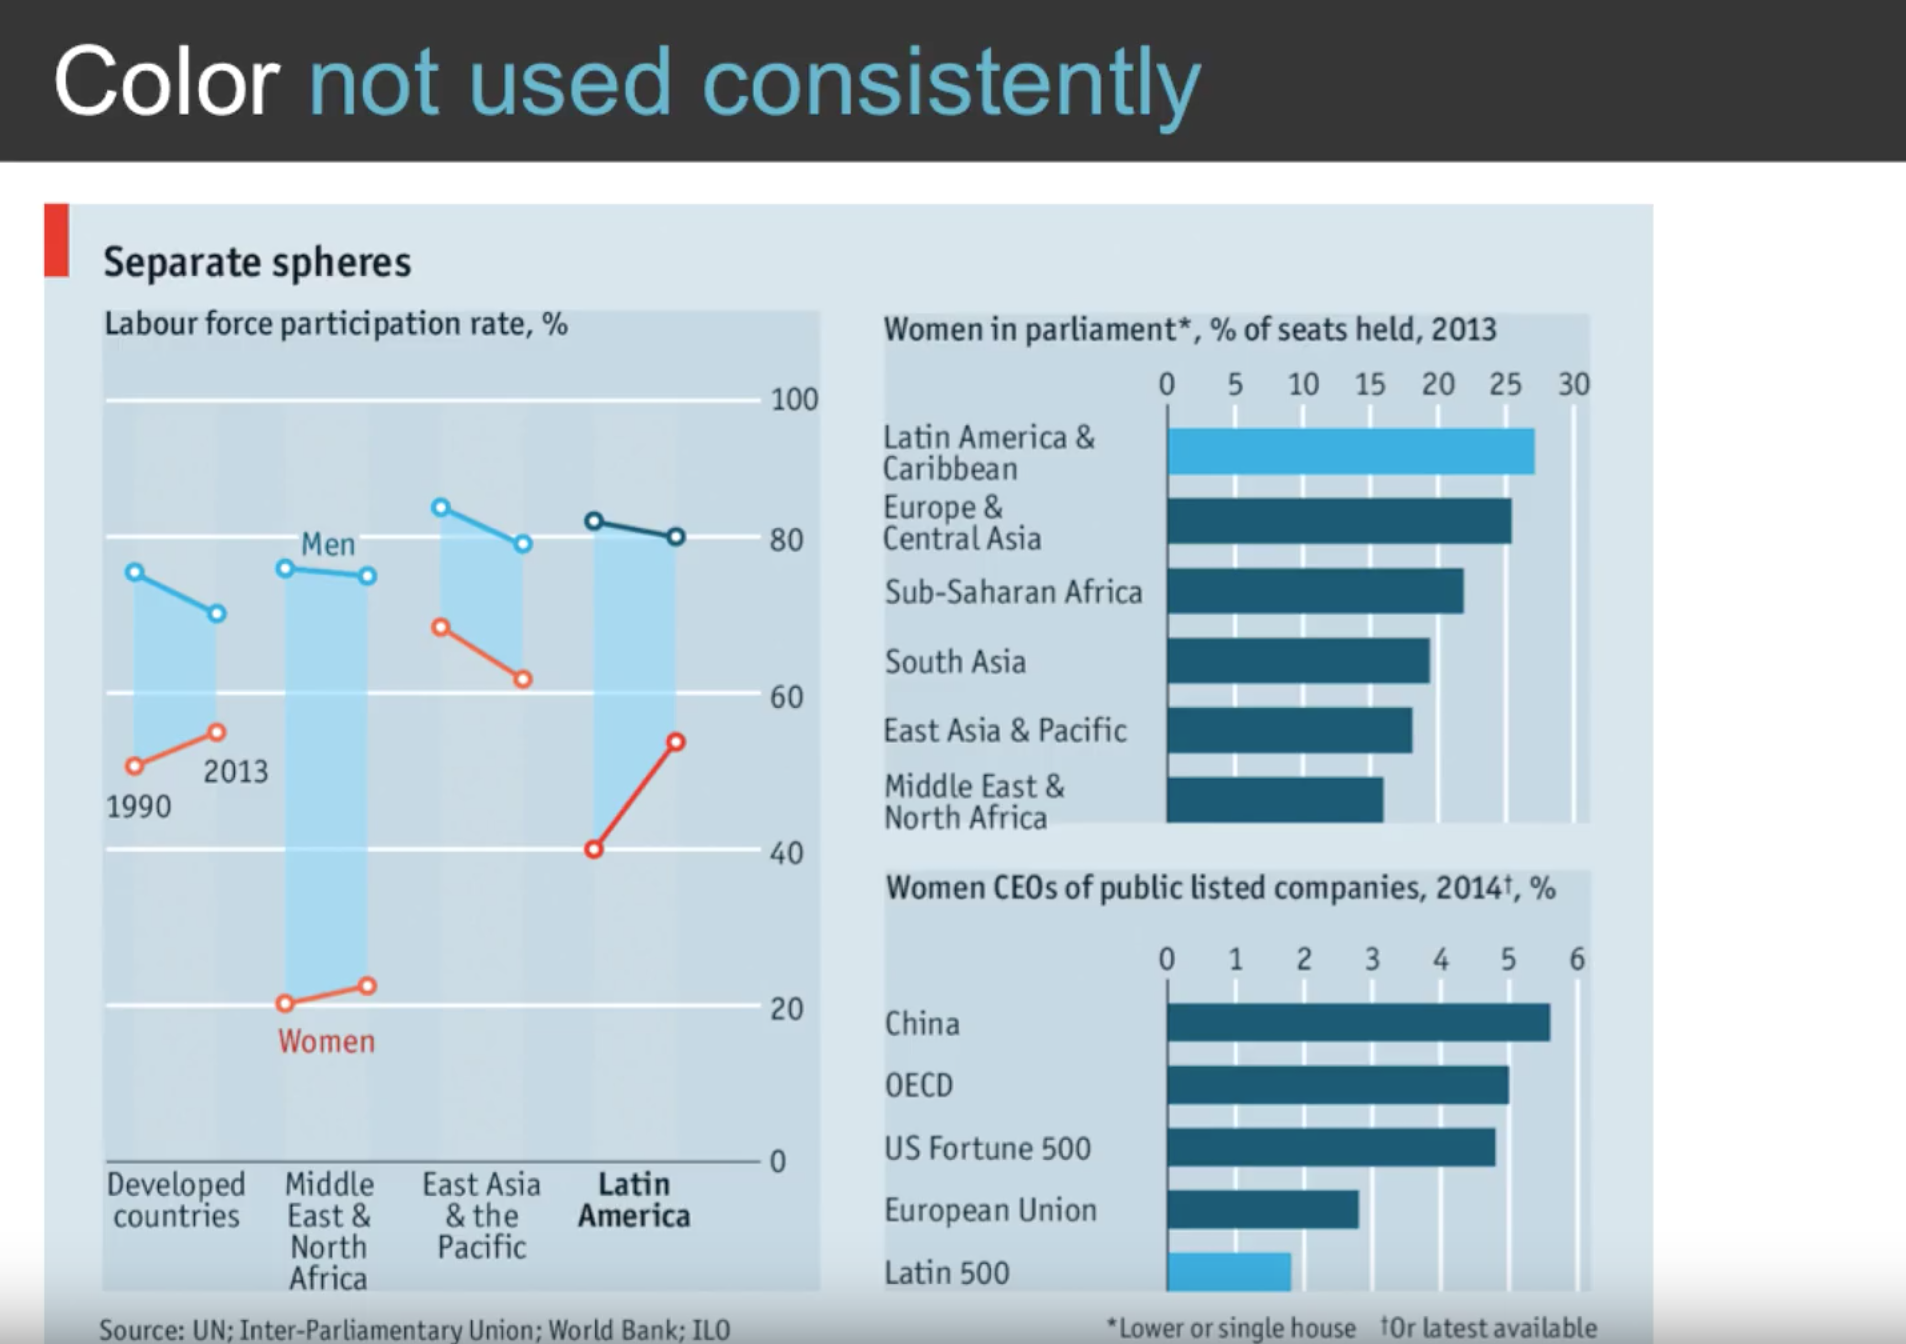 Color not used consistently
Separate spheres
Labour force participation rate, %
100
80
60
40
20
0
Men
Women
1990
2013
Developed
countries
Middle
East &
North
Africa
East Asia
& the
Pacific
Latin
America
Women in parliament*, % of seats held, 2013
0 5 10 15 20 25 30
Latin America &
Caribbean
Europe &
Central Asia
Sub-Saharan Africa
South Asia
East Asia & Pacific
Middle East &
North Africa
Women CEOs of public listed companies, 2014†, %
0 1 2 3 4 5 6
China
OECD
US Fortune 500
European Union
Latin 500
Source: UN; Inter-Parliamentary Union; World Bank; ILO
*Lower or single house †Or latest available